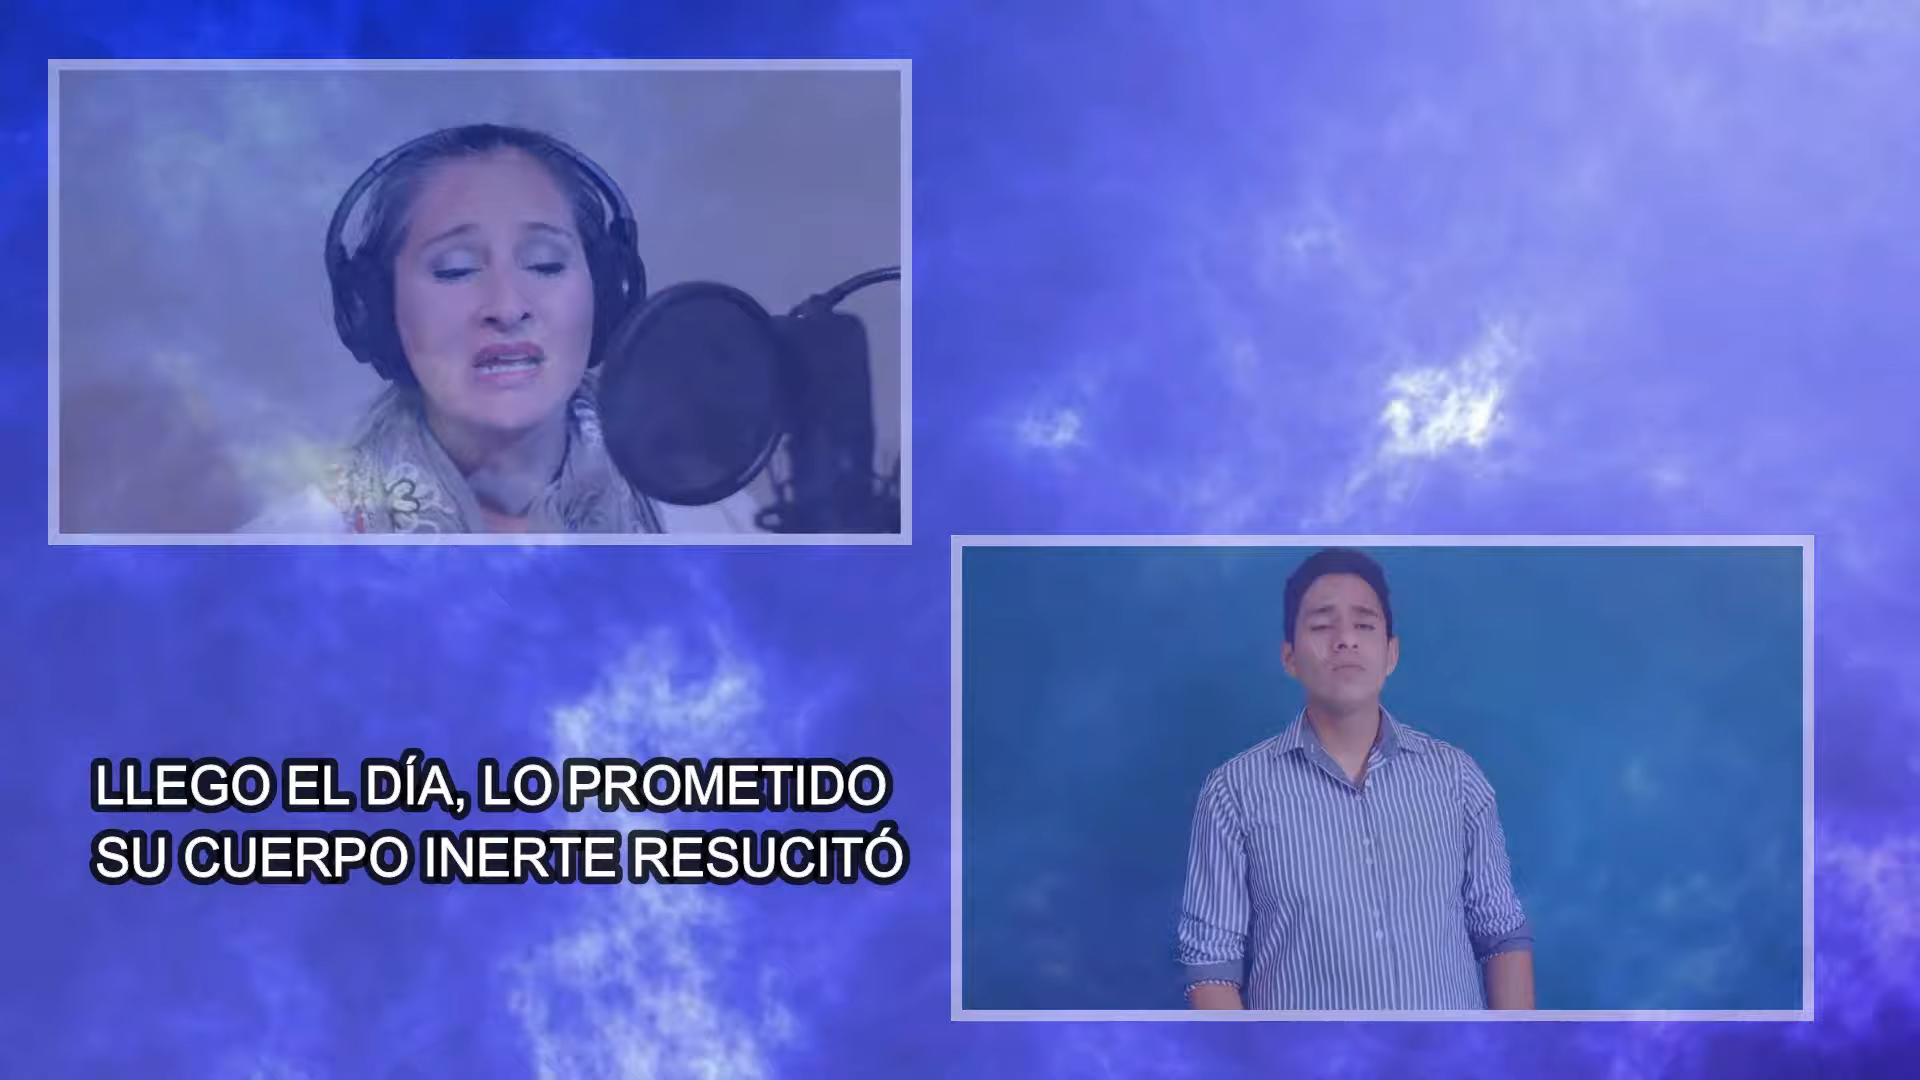 LLEGO EL DÍA, LO PROMETIDO
SU CUERPO INERTE RESUCITÓ